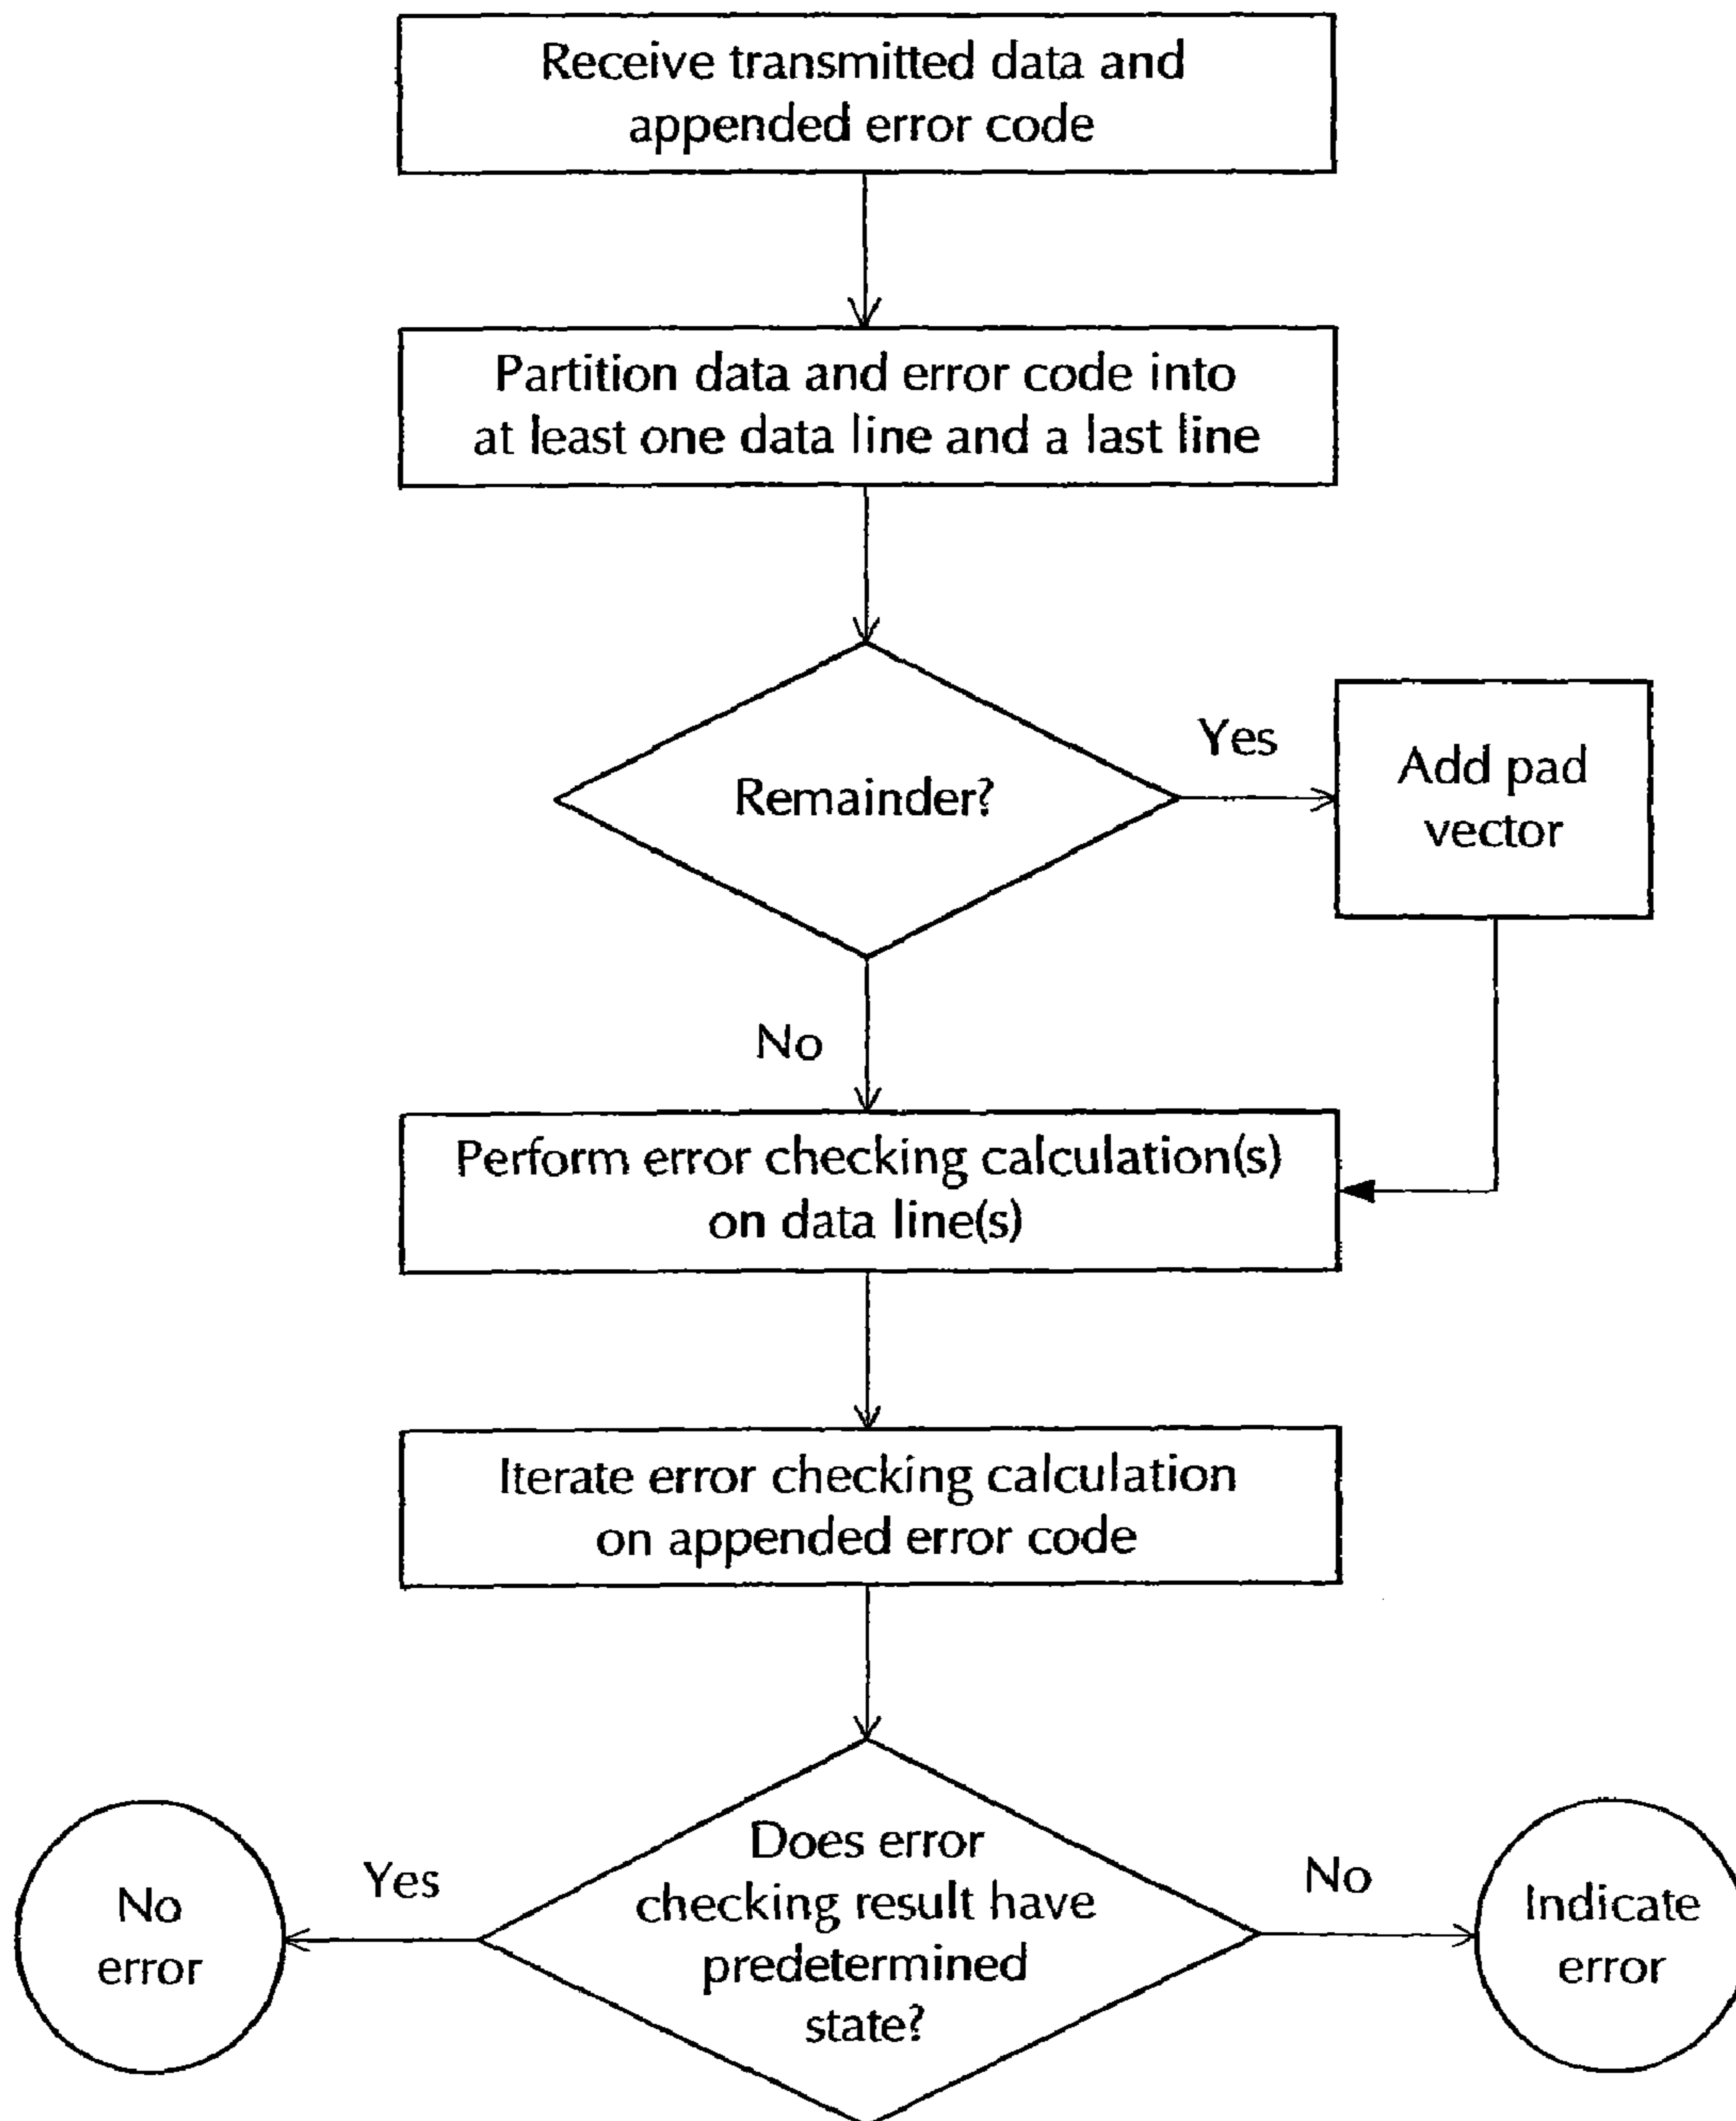 Receive transmitted data and
appended error code
Partition data and error code into
at least one data line and a last line
Remainder?
Yes
Add pad
vector
No
Perform error checking calculation(s)
on data line(s)
Iterate error checking calculation
on appended error code
Does error
checking result have
predetermined
state?
Yes
No
error
No
Indicate
error